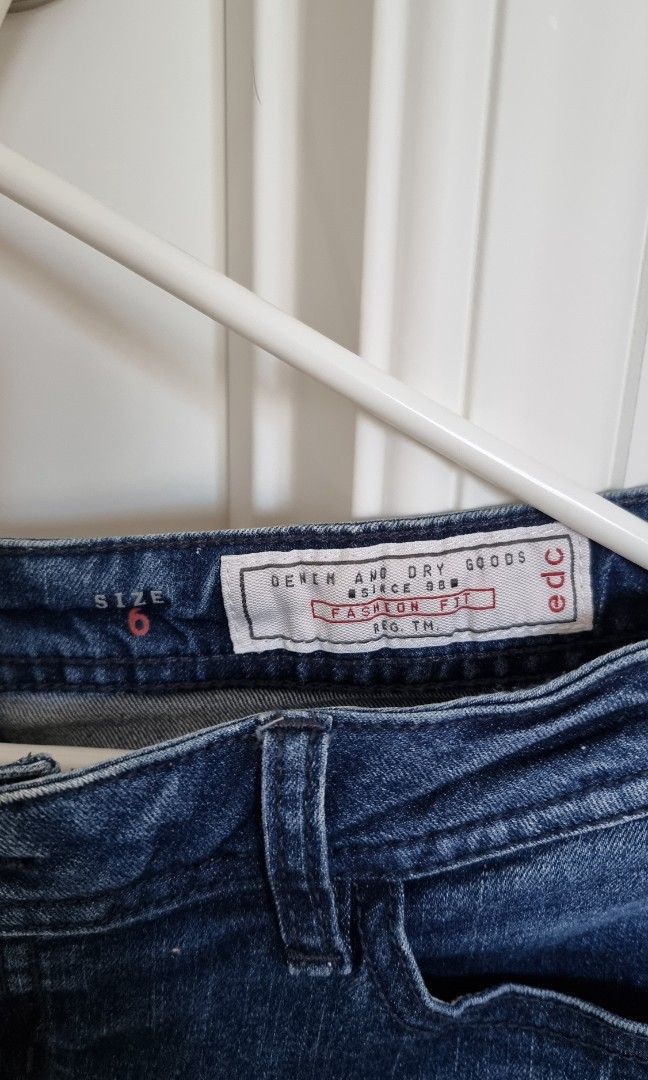 SIZE
6
DENIM AND DRY GOODS
SINCE 98
FASHION FIT
REG. TM.
edc